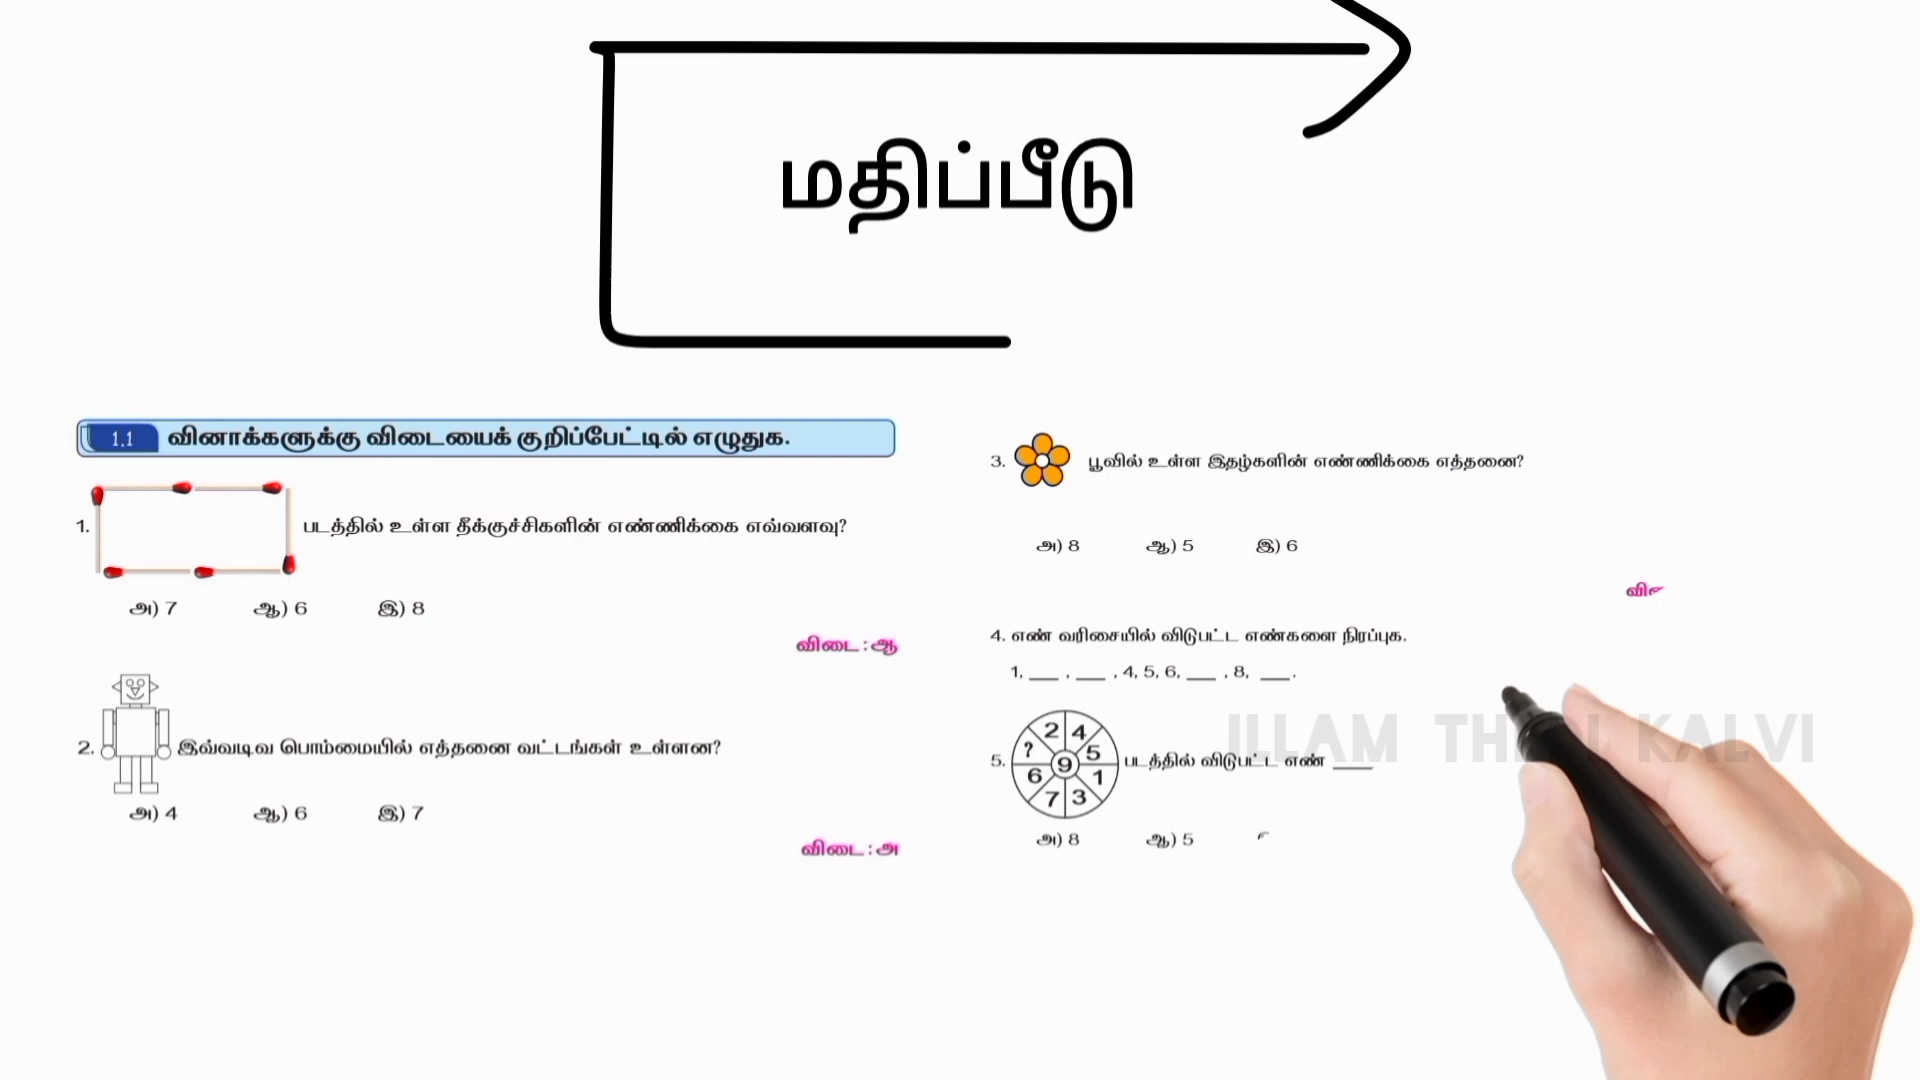 மதிப்பீடு
1.1 வினாக்களுக்கு விடையைக் குறிப்பேட்டில் எழுதுக.
1. படத்தில் உள்ள தீக்குச்சிகளின் எண்ணிக்கை எவ்வளவு?
அ) 7 ஆ) 6 இ) 8
விடை : ஆ
2. இவ்வடிவ பொம்மையில் எத்தனை வட்டங்கள் உள்ளன?
அ) 4 ஆ) 6 இ) 7
விடை : அ
3. பூவில் உள்ள இதழ்களின் எண்ணிக்கை எத்தனை?
அ) 8 ஆ) 5 இ) 6
4. எண் வரிசையில் விடுபட்ட எண்களை நிரப்புக.
1, ___ , ___ , 4, 5, 6, ___ , 8, ___ .
5. படத்தில் விடுபட்ட எண் ____
2 4
? 5
9
6 1
7 3
அ) 8 ஆ) 5
ILLAM KALVI